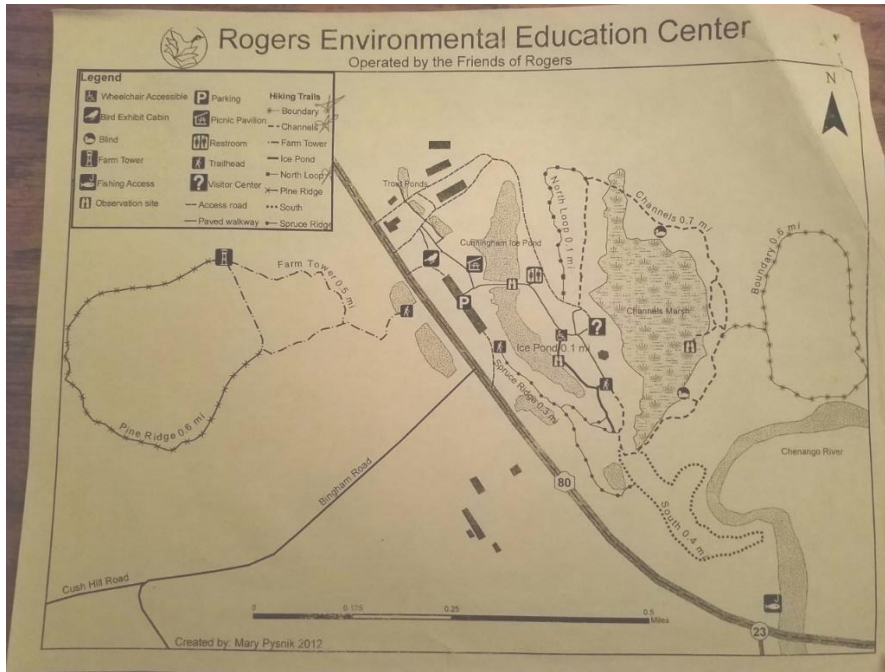 Rogers Environmental Education Center
Operated by the Friends of Rogers
Legend
Wheelchair Accessible
Bird Exhibit Cabin
Blind
Farm Tower
Fishing Access
Observation site
P Parking
Picnic Pavilion
Restroom
Trailhead
? Visitor Center
Access road
Paved walkway
Hiking Trails
Boundary
Channels
Farm Tower
Ice Pond
North Loop
Pine Ridge
South
Spruce Ridge
N
Trout Ponds
Cunningham Ice Pond
North Loop 0.1 mi
Channels 0.7 mi
Boundary 0.6 mi
Farm Tower 0.5 mi
P
?
Channels Marsh
Ice Pond 0.1 mi
Spruce Ridge 0.3 mi
Pine Ridge 0.6 mi
Chenango River
Bingham Road
80
South 0.4 mi
Cush Hill Road
0 0.125 0.25 0.5
Miles
23
Created by: Mary Pysnik 2012